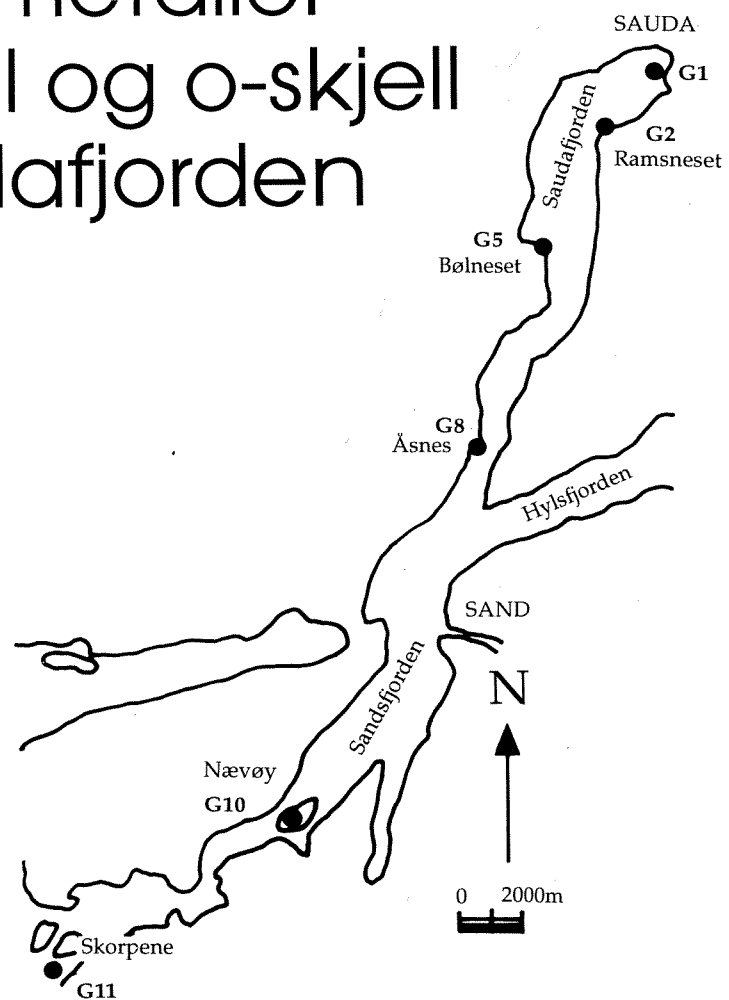 l og o-skjell
SAUDA
G1
G2
Ramsneset
Saudafjorden
G5
Bølneset
G8
Åsnes
Hylsfjorden
SAND
Sandsfjorden
N
Nævøy
G10
0 2000m
Skorpene
G11